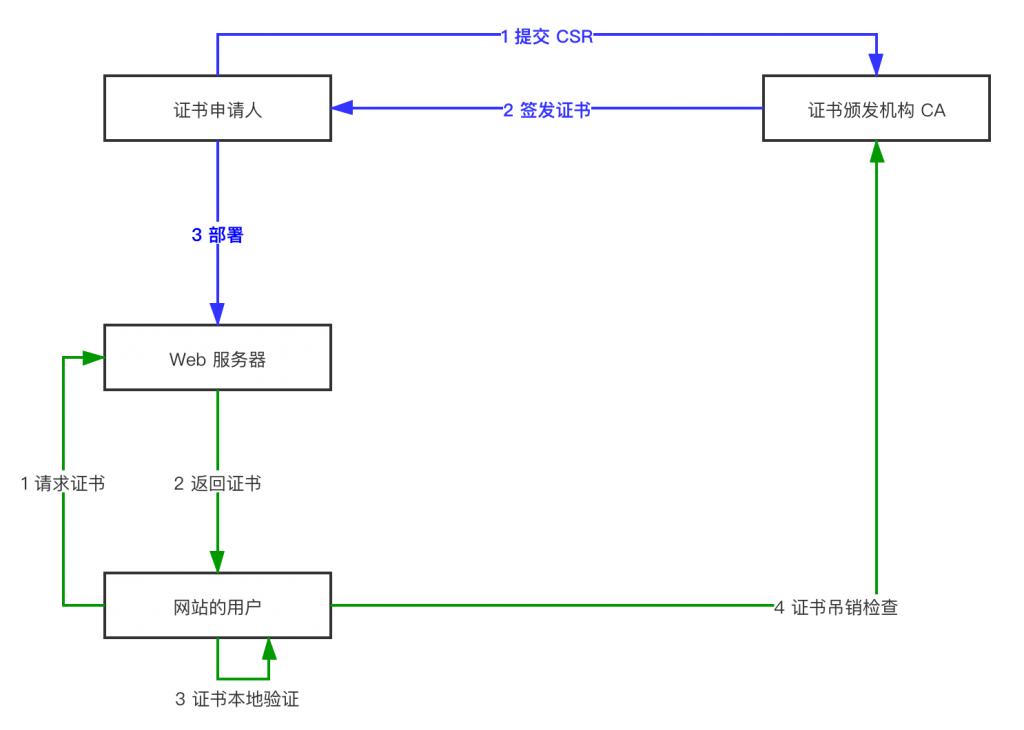 1 提交 CSR
证书申请人
2 签发证书
证书颁发机构 CA
3 部署
Web 服务器
1 请求证书
2 返回证书
网站的用户
4 证书吊销检查
3 证书本地验证